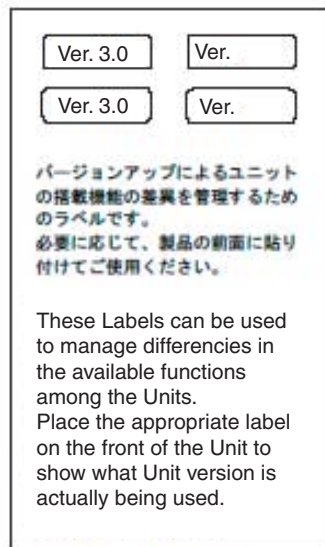 Ver. 3.0 Ver.
Ver. 3.0 Ver.
バージョンアップによるユニット
の搭載機能の差異を管理するため
のラベルです。
必要に応じて、製品の前面に貼り
付けてご使用ください。
These Labels can be used
to manage differencies in
the available functions
among the Units.
Place the appropriate label
on the front of the Unit to
show what Unit version is
actually being used.